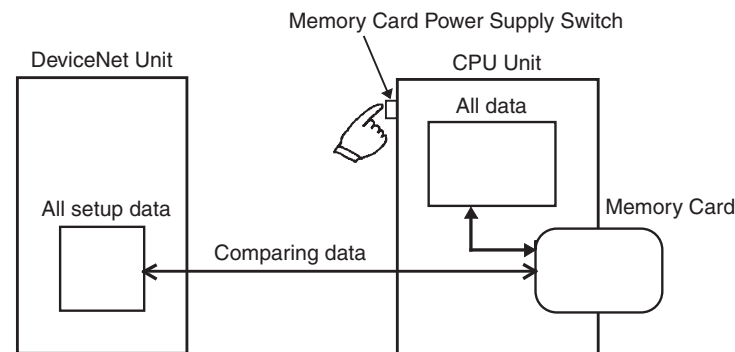 Memory Card Power Supply Switch
DeviceNet Unit
CPU Unit
All data
All setup data
Memory Card
Comparing data